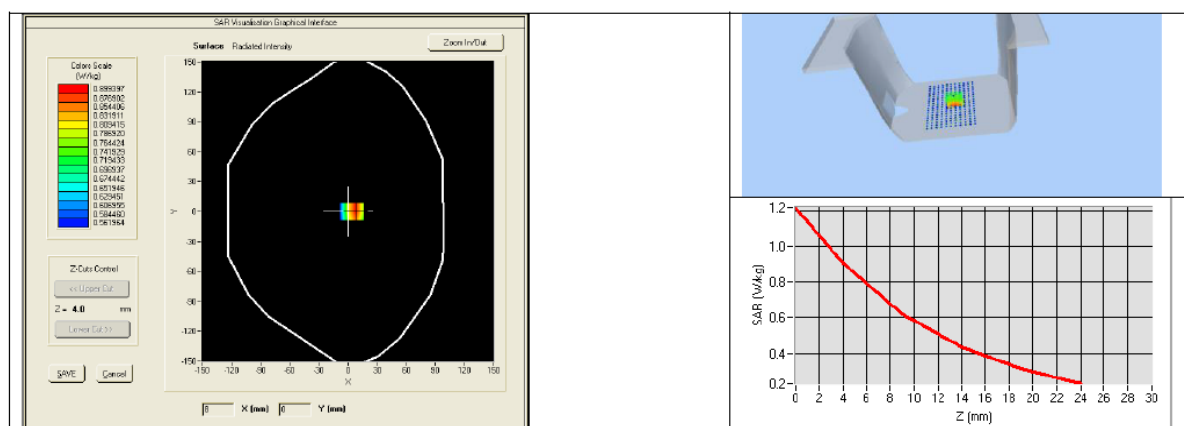 SAR Visualisation Graphical Interface
Surface Radiated Intensity
Zoom In/Out
Colors Scale
(W/kg)
0.899397
0.876902
0.854406
0.831911
0.809415
0.786920
0.764424
0.741929
0.719433
0.696937
0.674442
0.651946
0.629451
0.606955
0.584460
0.561964
150
120
90
60
30
0
-30
-60
-90
-120
-150
Y
-150 -120 -90 -60 -30 0 30 60 90 120 150
X
Z-Cuts Control
<< Upper Cut
Z = 4.0 mm
Lower Cut >>
SAVE
Cancel
X (mm) 0 Y (mm)
1.2
1.0
0.8
0.6
0.4
0.2
SAR (W/kg)
0 2 4 6 8 10 12 14 16 18 20 22 24 26 28 30
Z (mm)